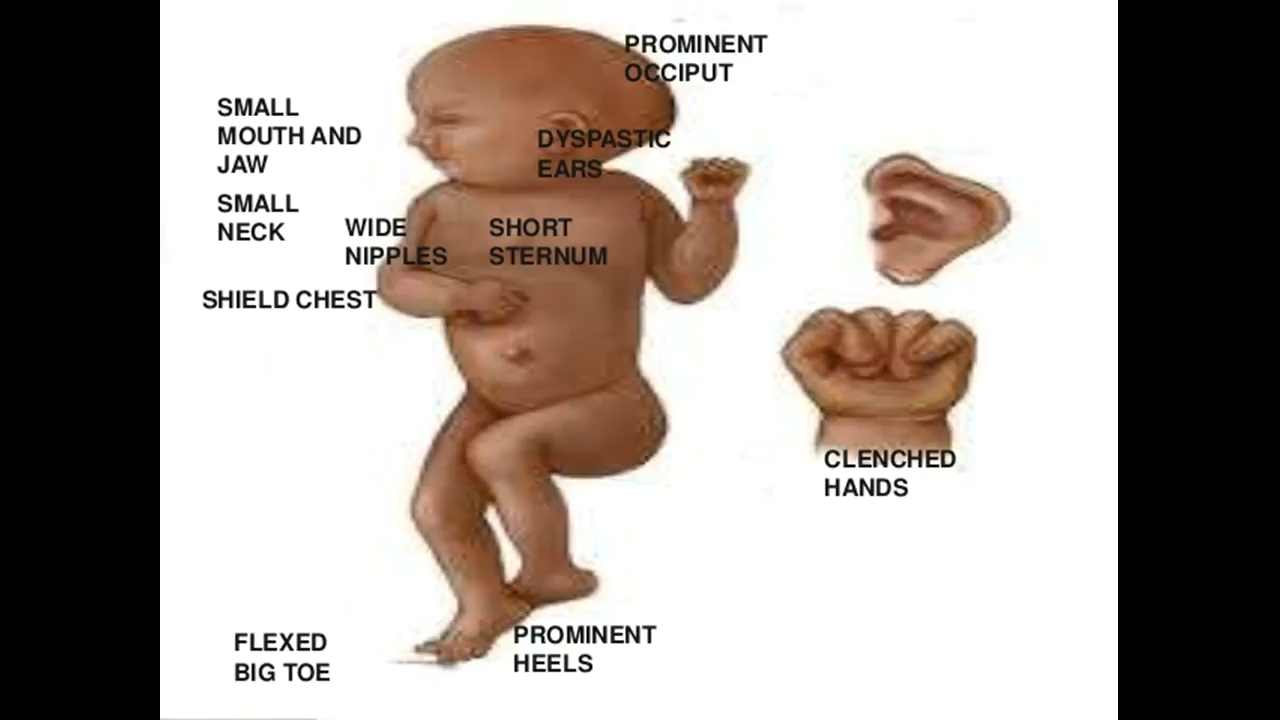 PROMINENT
OCCIPUT
SMALL
MOUTH AND
JAW
DYSPASTIC
EARS
SMALL
NECK
WIDE
NIPPLES
SHORT
STERNUM
SHIELD CHEST
CLENCHED
HANDS
FLEXED
BIG TOE
PROMINENT
HEELS